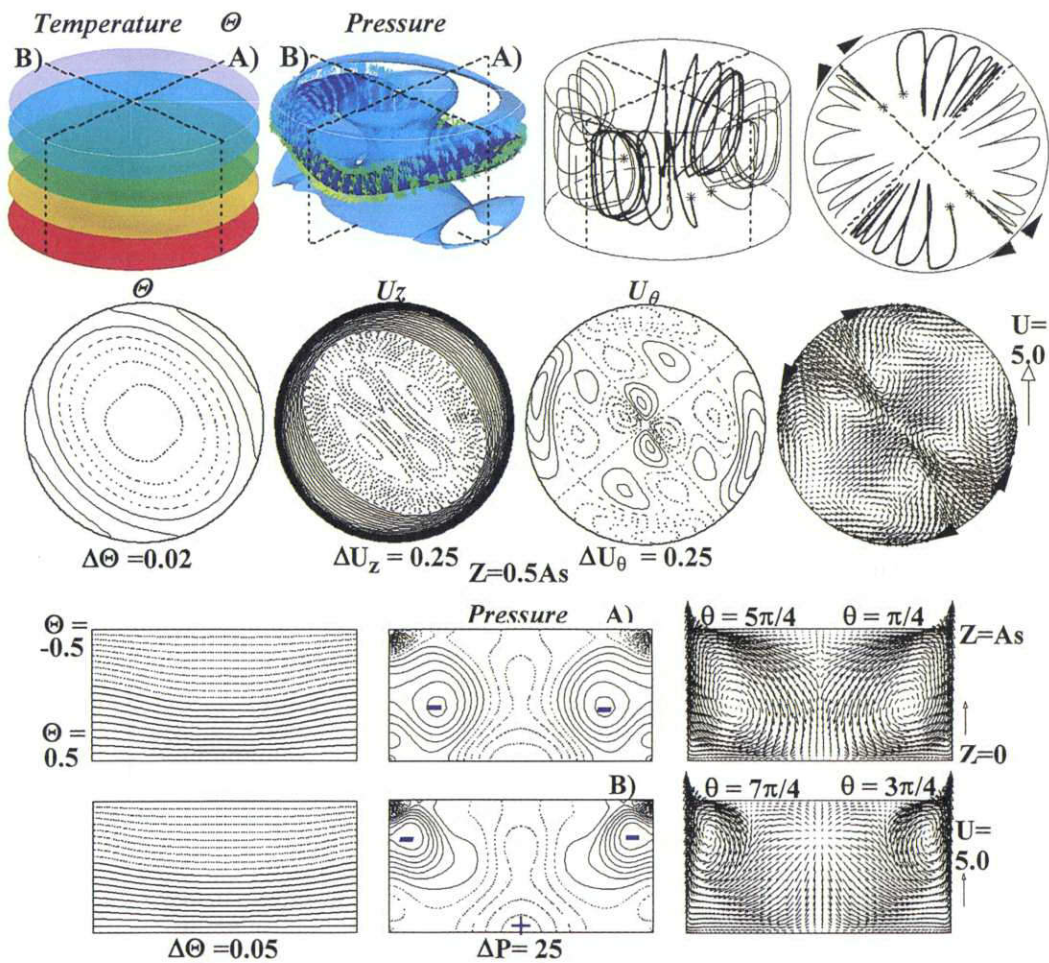 Temperature Θ Pressure
B) A) B) A)
Θ Uz Uθ
U=
5.0
ΔΘ =0.02 ΔUz = 0.25 ΔUθ = 0.25
Z=0.5As
Θ =
-0.5
Pressure A)
θ = 5π/4 θ = π/4
Z=As
Θ =
0.5
Z=0
B)
θ = 7π/4 θ = 3π/4
U=
5.0
ΔΘ =0.05 ΔP= 25